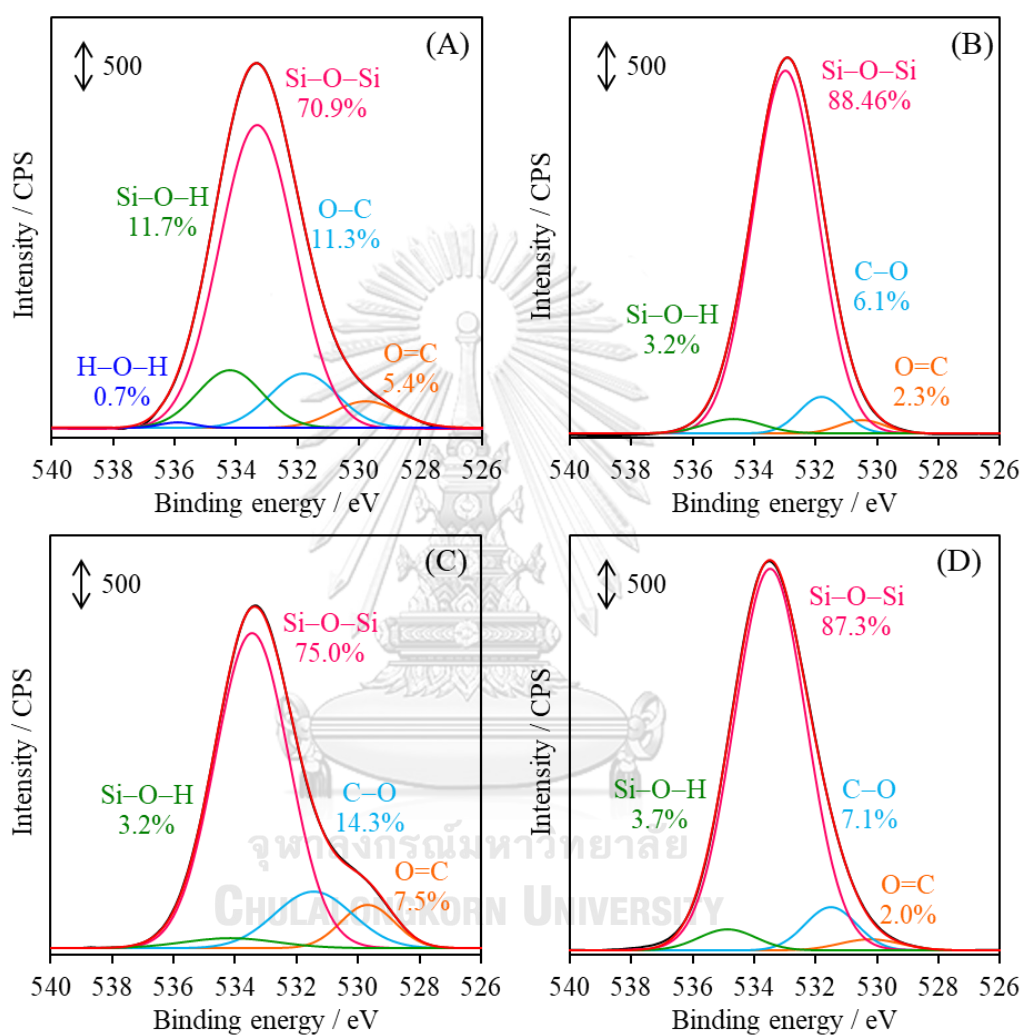 (A)
500
Si–O–Si
70.9%
Si–O–H
11.7%
O–C
11.3%
H–O–H
0.7%
O=C
5.4%
Intensity / CPS
540 538 536 534 532 530 528 526
Binding energy / eV
(B)
500
Si–O–Si
88.46%
C–O
6.1%
Si–O–H
3.2%
O=C
2.3%
Intensity / CPS
540 538 536 534 532 530 528 526
Binding energy / eV
(C)
500
Si–O–Si
75.0%
Si–O–H
3.2%
C–O
14.3%
O=C
7.5%
Intensity / CPS
540 538 536 534 532 530 528 526
Binding energy / eV
(D)
500
Si–O–Si
87.3%
Si–O–H
3.7%
C–O
7.1%
O=C
2.0%
Intensity / CPS
540 538 536 534 532 530 528 526
Binding energy / eV
จุฬาลงกรณ์มหาวิทยาลัย
CHULALONGKORN UNIVERSITY